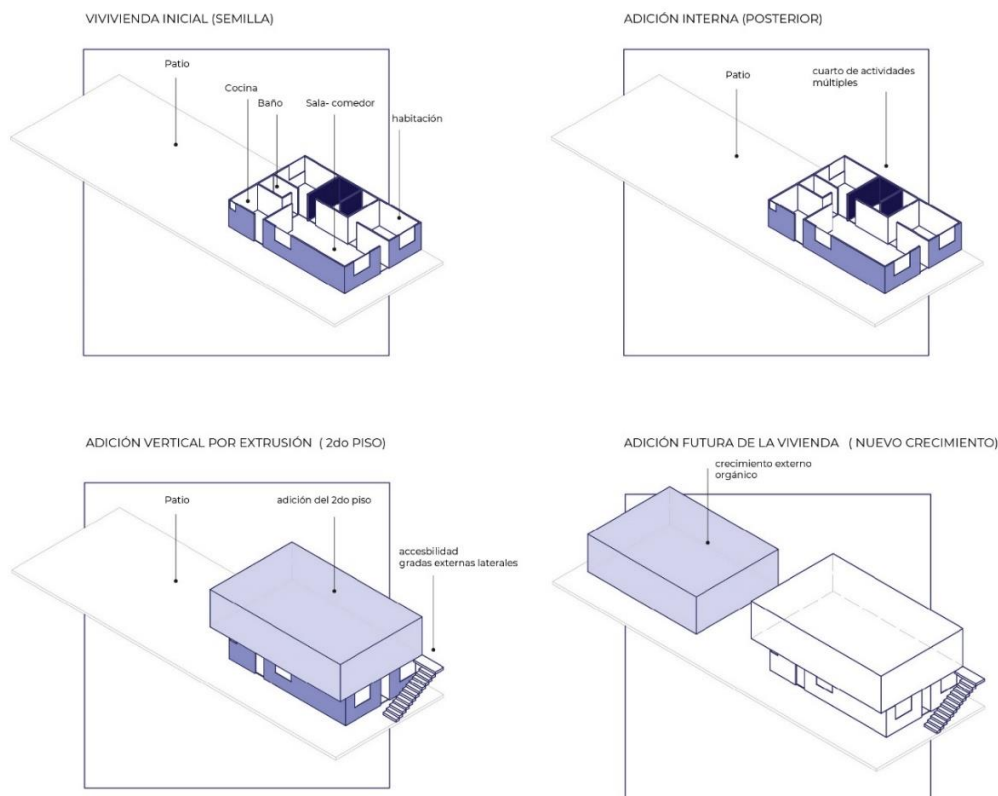 VIVIVIENDA INICIAL (SEMILLA)
Patio
Cocina
Baño
Sala- comedor
habitación
ADICIÓN INTERNA (POSTERIOR)
Patio
cuarto de actividades
múltiples
ADICIÓN VERTICAL POR EXTRUSIÓN ( 2do PISO)
Patio
adición del 2do piso
accesbilidad
gradas externas laterales
ADICIÓN FUTURA DE LA VIVIENDA ( NUEVO CRECIMIENTO)
crecimiento externo
orgánico